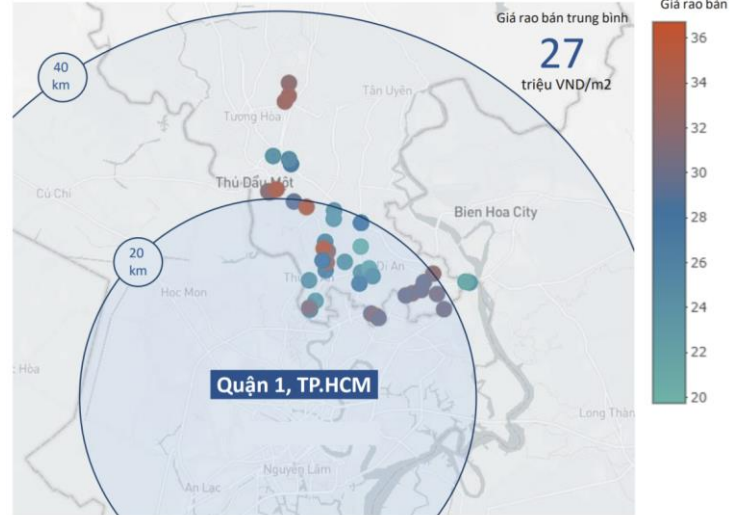 Giá rao bán
Giá rao bán trung bình
27
triệu VND/m2
40
km
Tân Uyên
Tương Hòa
Thủ Dầu Một
Củ Chi
Bien Hoa City
20
km
Dĩ An
Hoc Mon
Quận 1, TP.HCM
Long Thàn
Nguyễn Lâm
An Lạc
36
34
32
30
28
26
24
22
20